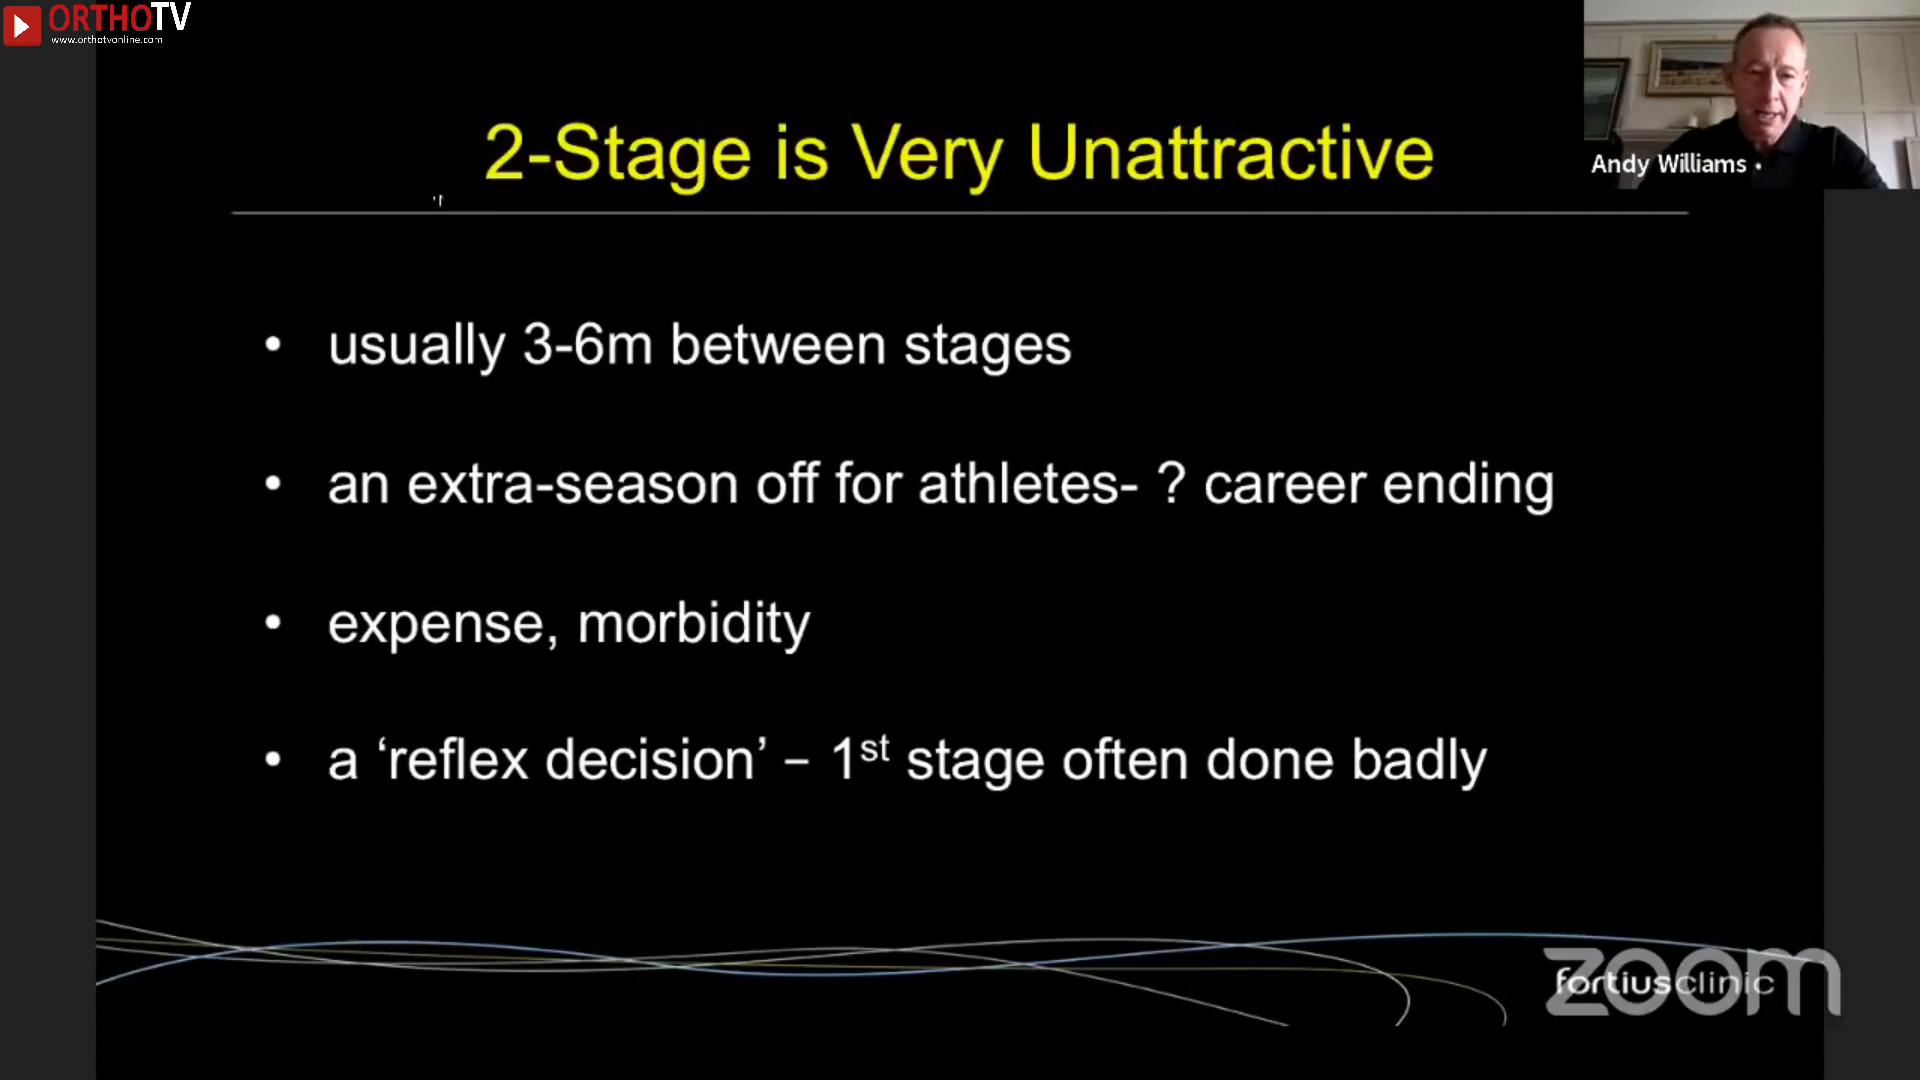 ORTHOTV
www.orthotvonline.com
2-Stage is Very Unattractive
Andy Williams
• usually 3-6m between stages
• an extra-season off for athletes- ? career ending
• expense, morbidity
• a ‘reflex decision’ – 1st stage often done badly
zoom
fortiusclinic